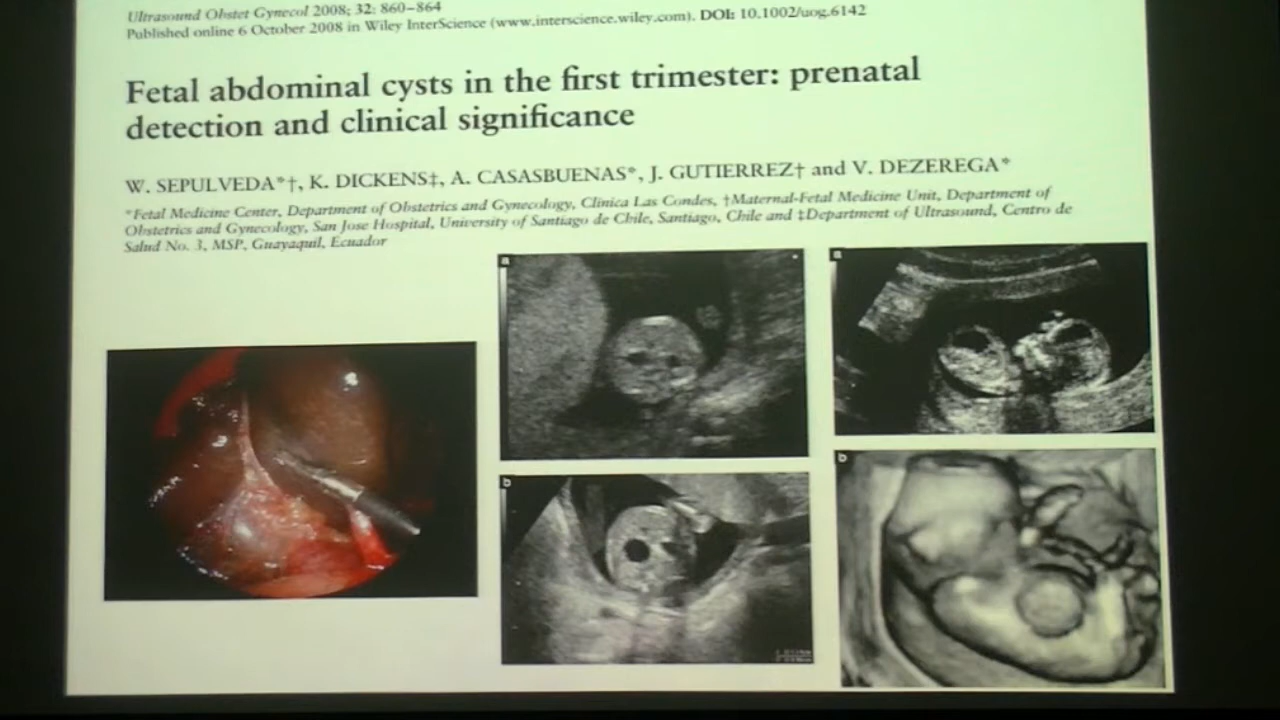 Ultrasound Obstet Gynecol 2008; 32: 860–864
Published online 6 October 2008 in Wiley InterScience (www.interscience.wiley.com). DOI: 10.1002/uog.6142
Fetal abdominal cysts in the first trimester: prenatal
detection and clinical significance
W. SEPULVEDA*†, K. DICKENS‡, A. CASASBUENAS*, J. GUTIERREZ† and V. DEZEREGA*
*Fetal Medicine Center, Department of Obstetrics and Gynecology, Clinica Las Condes, †Maternal-Fetal Medicine Unit, Department of
Obstetrics and Gynecology, San Jose Hospital, University of Santiago de Chile, Santiago, Chile and ‡Department of Ultrasound, Centro de
Salud No. 3, MSP, Guayaquil, Ecuador
a
a
b
b